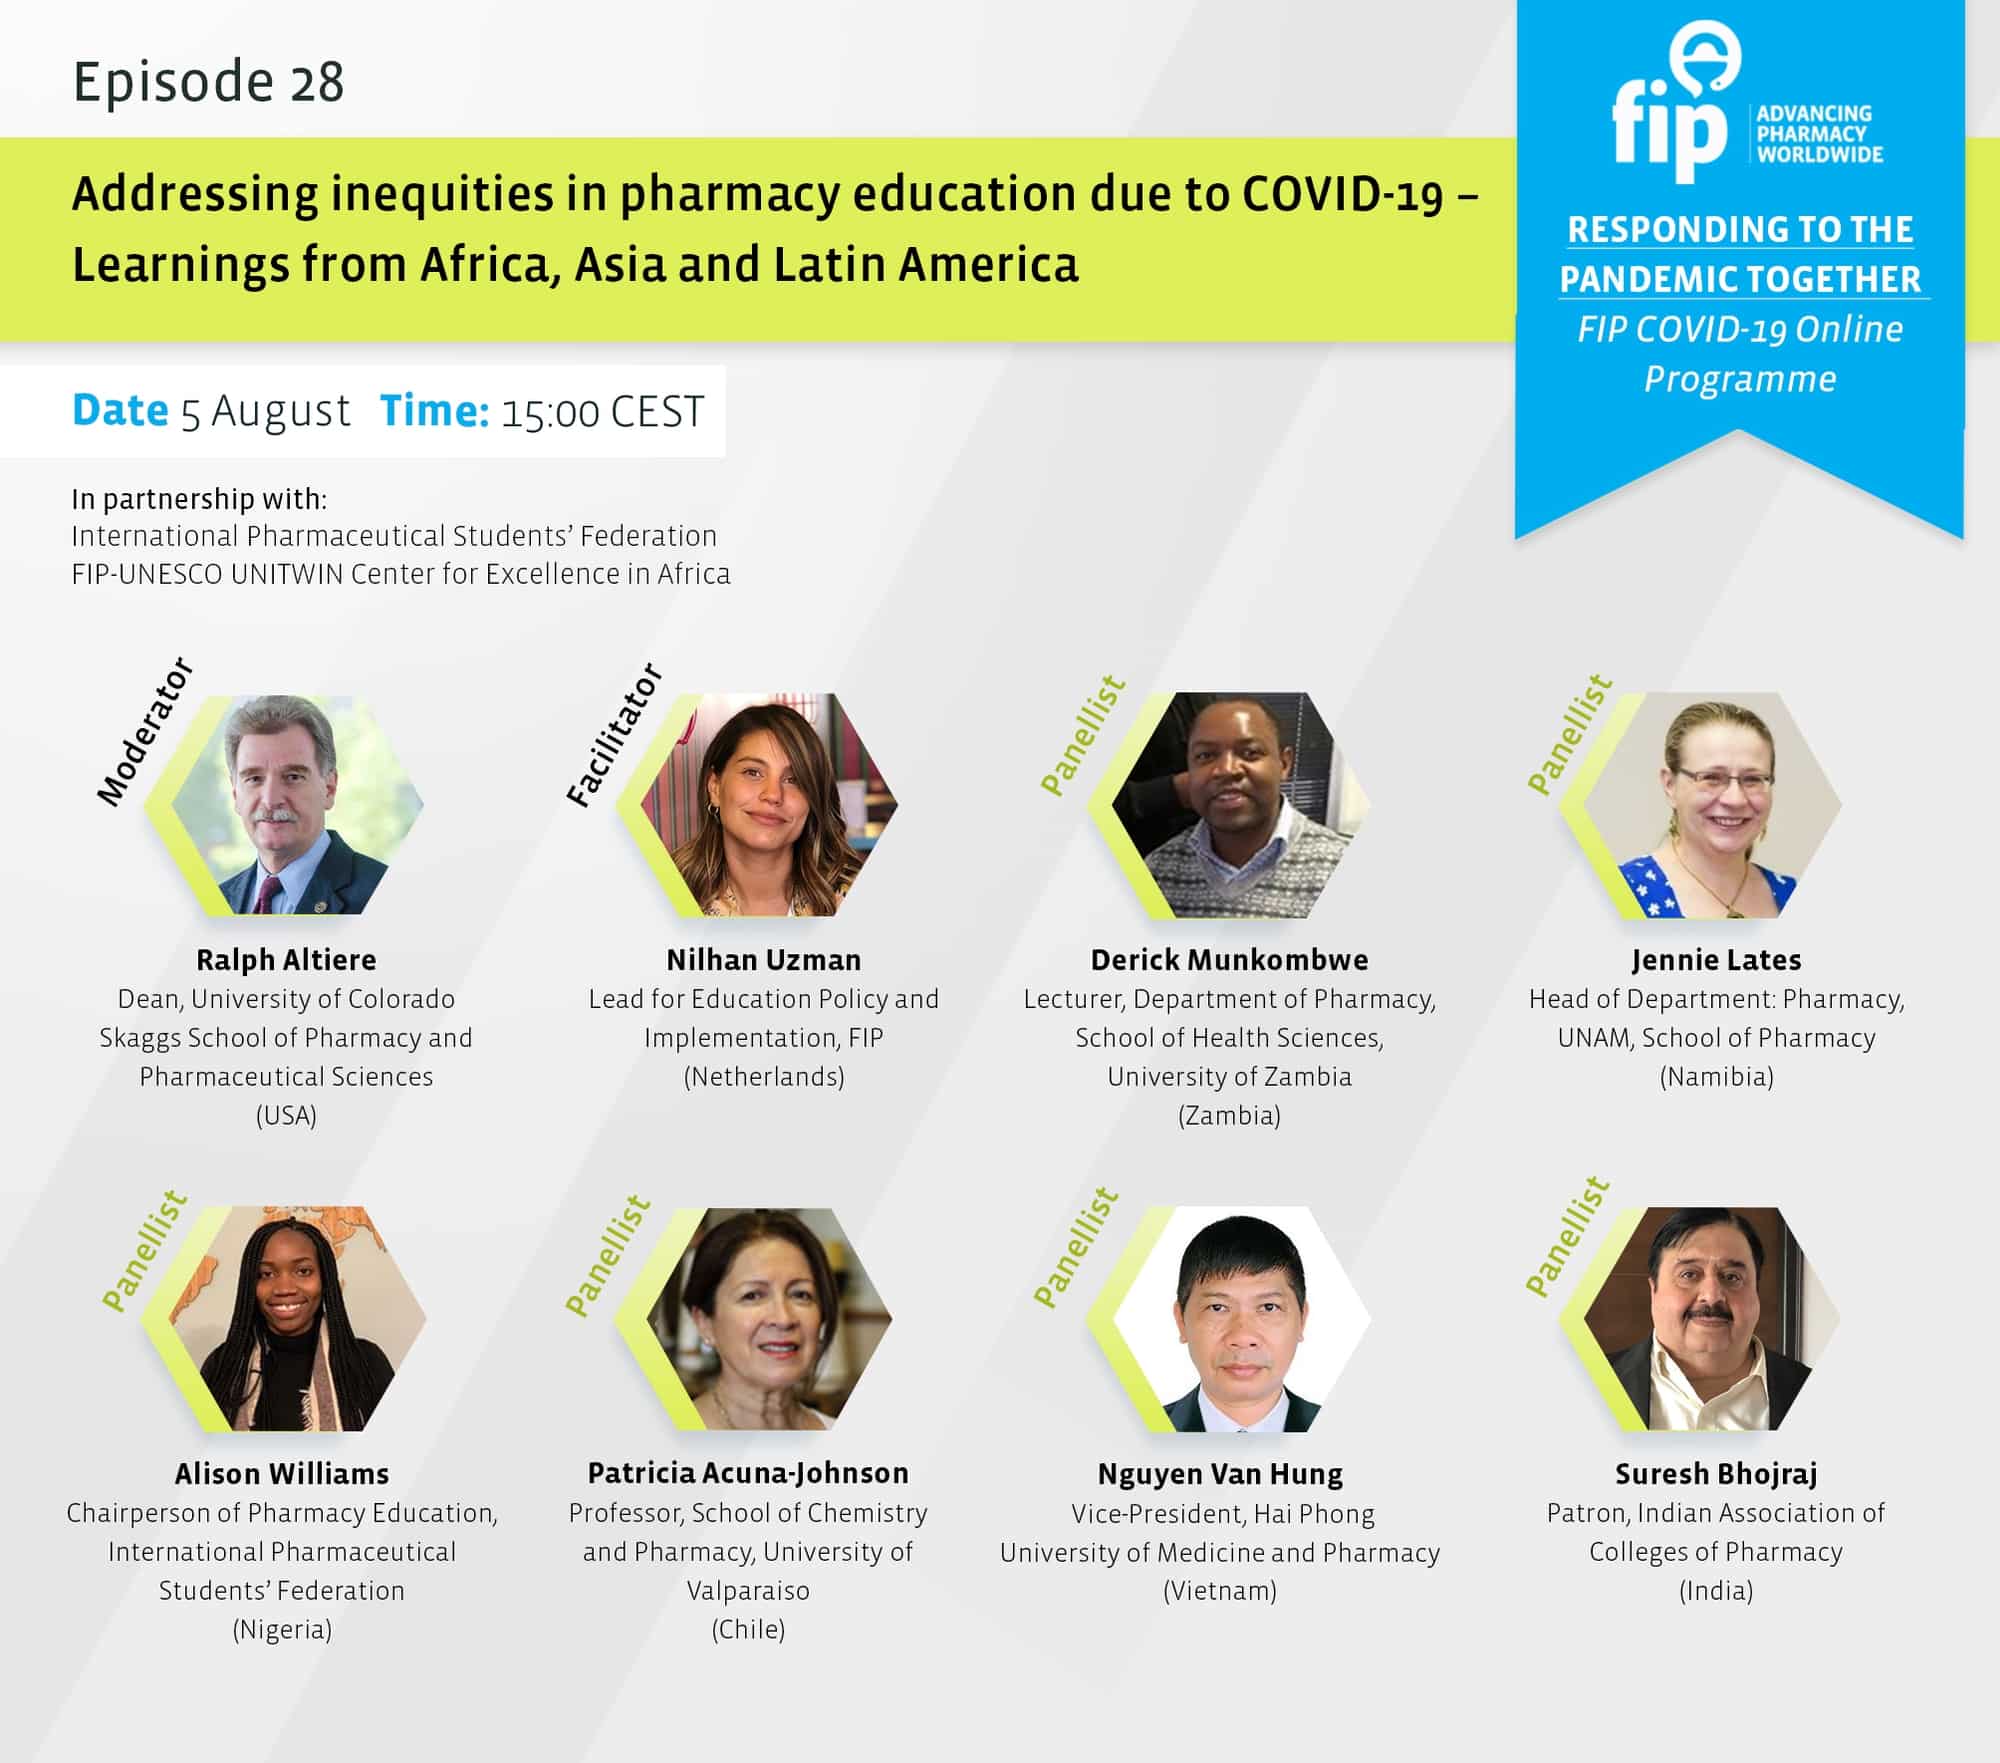 Episode 28
Addressing inequities in pharmacy education due to COVID-19 –
Learnings from Africa, Asia and Latin America
fip
ADVANCING
PHARMACY
WORLDWIDE
RESPONDING TO THE
PANDEMIC TOGETHER
FIP COVID-19 Online
Programme
Date 5 August Time: 15:00 CEST
In partnership with:
International Pharmaceutical Students’ Federation
FIP-UNESCO UNITWIN Center for Excellence in Africa
Moderator
Ralph Altiere
Dean, University of Colorado
Skaggs School of Pharmacy and
Pharmaceutical Sciences
(USA)
Facilitator
Nilhan Uzman
Lead for Education Policy and
Implementation, FIP
(Netherlands)
Panellist
Derick Munkombwe
Lecturer, Department of Pharmacy,
School of Health Sciences,
University of Zambia
(Zambia)
Panellist
Jennie Lates
Head of Department: Pharmacy,
UNAM, School of Pharmacy
(Namibia)
Panellist
Alison Williams
Chairperson of Pharmacy Education,
International Pharmaceutical
Students’ Federation
(Nigeria)
Panellist
Patricia Acuna-Johnson
Professor, School of Chemistry
and Pharmacy, University of
Valparaiso
(Chile)
Panellist
Nguyen Van Hung
Vice-President, Hai Phong
University of Medicine and Pharmacy
(Vietnam)
Panellist
Suresh Bhojraj
Patron, Indian Association of
Colleges of Pharmacy
(India)